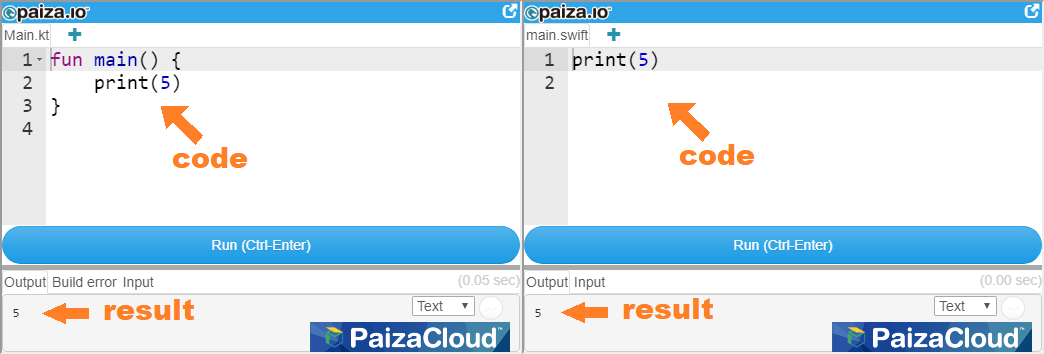 paiza.IO
Main.kt +
1 fun main() {
2 print(5)
3 }
4
code
Run (Ctrl-Enter)
Output Build error Input (0.05 sec)
5 result Text
PaizaCloud™
paiza.IO
main.swift +
1 print(5)
2
code
Run (Ctrl-Enter)
Output Input (0.00 sec)
5 result Text
PaizaCloud™